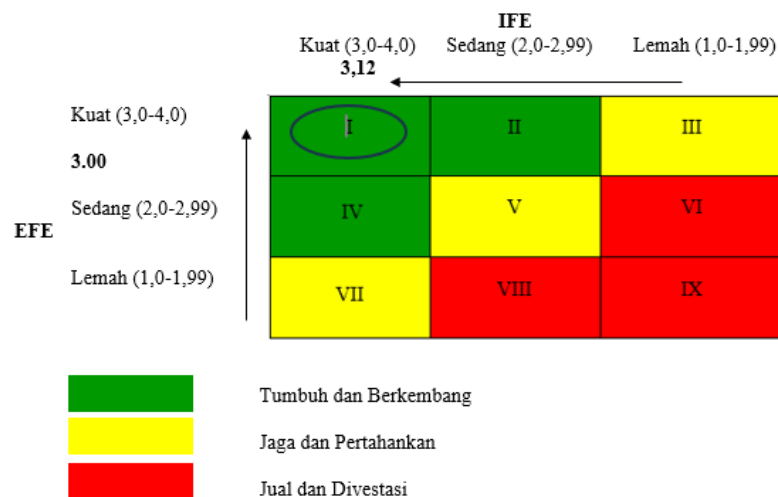 IFE
Kuat (3,0-4,0) Sedang (2,0-2,99) Lemah (1,0-1,99)
3,12
Kuat (3,0-4,0)
I II III
3.00
Sedang (2,0-2,99)
IV V VI
EFE
Lemah (1,0-1,99)
VII VIII IX
Tumbuh dan Berkembang
Jaga dan Pertahankan
Jual dan Divestasi